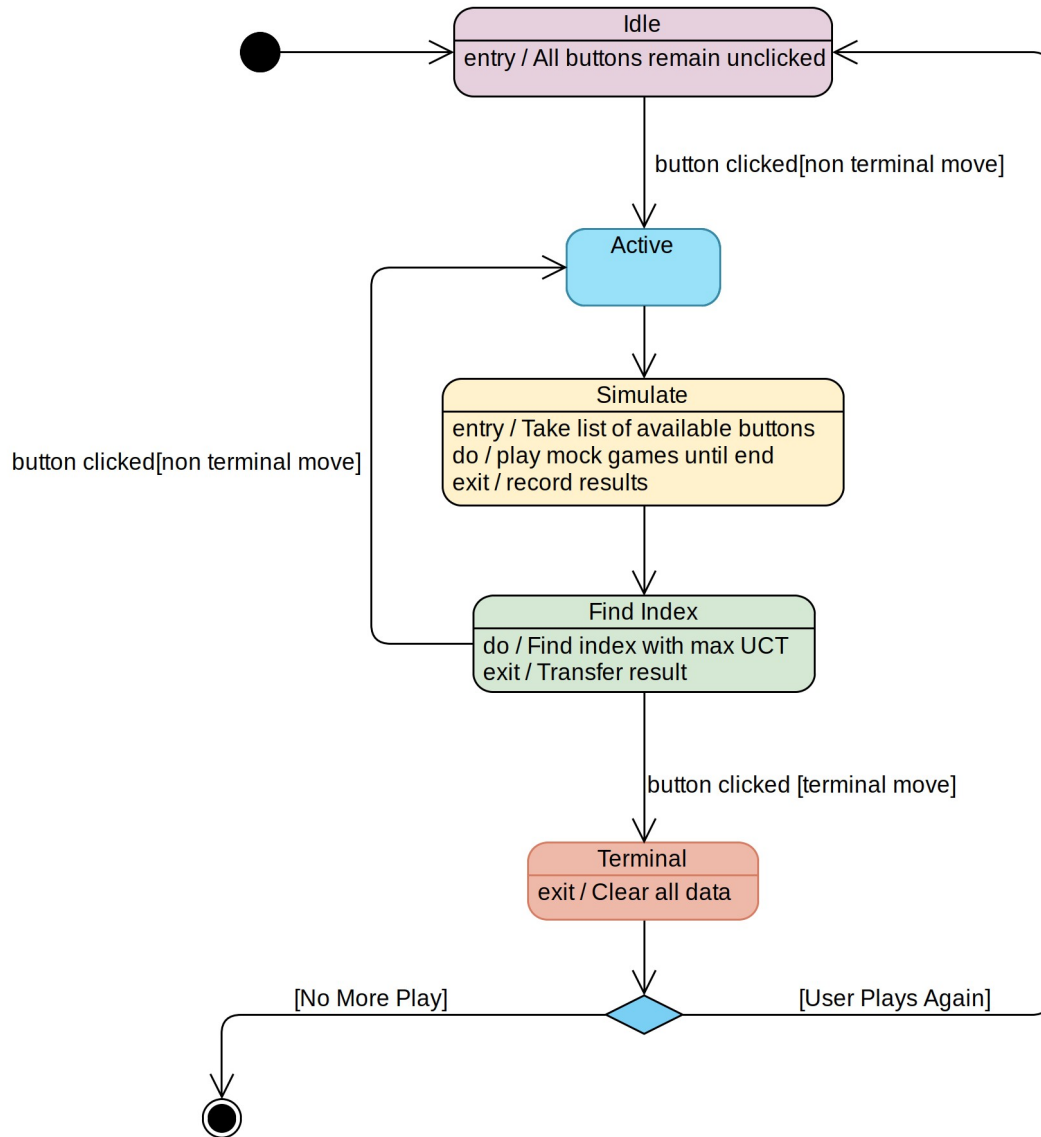 Idle
entry / All buttons remain unclicked
button clicked[non terminal move]
Active
Simulate
entry / Take list of available buttons
do / play mock games until end
exit / record results
button clicked[non terminal move]
Find Index
do / Find index with max UCT
exit / Transfer result
button clicked [terminal move]
Terminal
exit / Clear all data
[No More Play]
[User Plays Again]